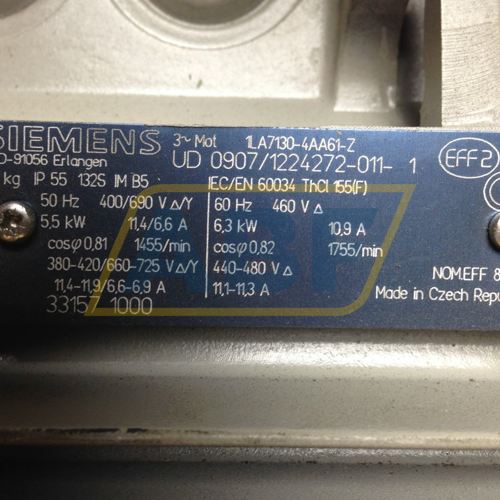 SIEMENS 3~ Mot 1LA7130-4AA61-Z
D-91056 Erlangen UD 0907/1224272-011- 1
EFF2
kg IP 55 132S IM B5 IEC/EN 60034 ThCl 155(F)
50 Hz 400/690 V Δ/Y 60 Hz 460 V Δ
5,5 kW 11,4/6,6 A 6,3 kW 10,9 A
cosφ 0,81 1455/min cosφ 0,82 1755/min
380-420/660-725 V Δ/Y 440-480 V Δ NOM.EFF 8
11,4-11,9/6,6-6,9 A 11,1-11,3 A Made in Czech Repu
33157 1000